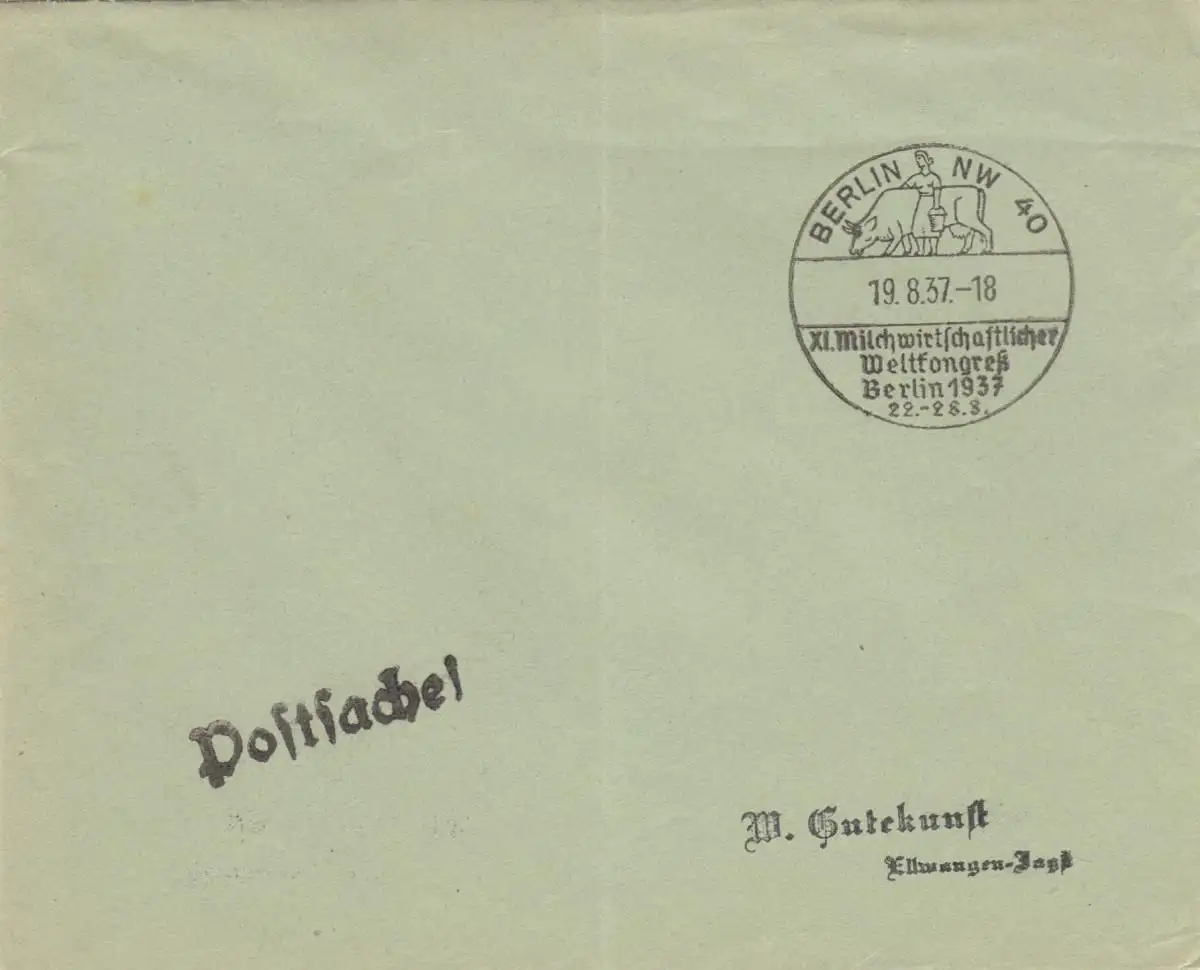 BERLIN NW 40
19.8.37.-18
XI. Milchwirtschaftlicher
Weltkongreß
Berlin 1937
22.-28.8.
Postsache!
W. Gutekunst
Ellwangen-Jagst